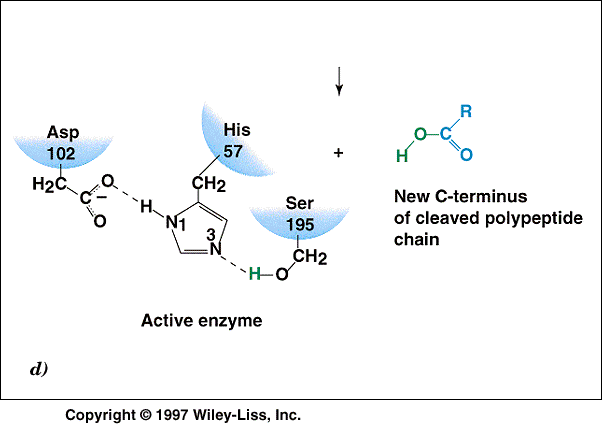 Asp
102
His
57
+
R
H O C
O
H2C
C
O
−
O
H
N
1
CH2
3
N
Ser
195
CH2
H O
New C-terminus
of cleaved polypeptide
chain
Active enzyme
d)
Copyright © 1997 Wiley-Liss, Inc.